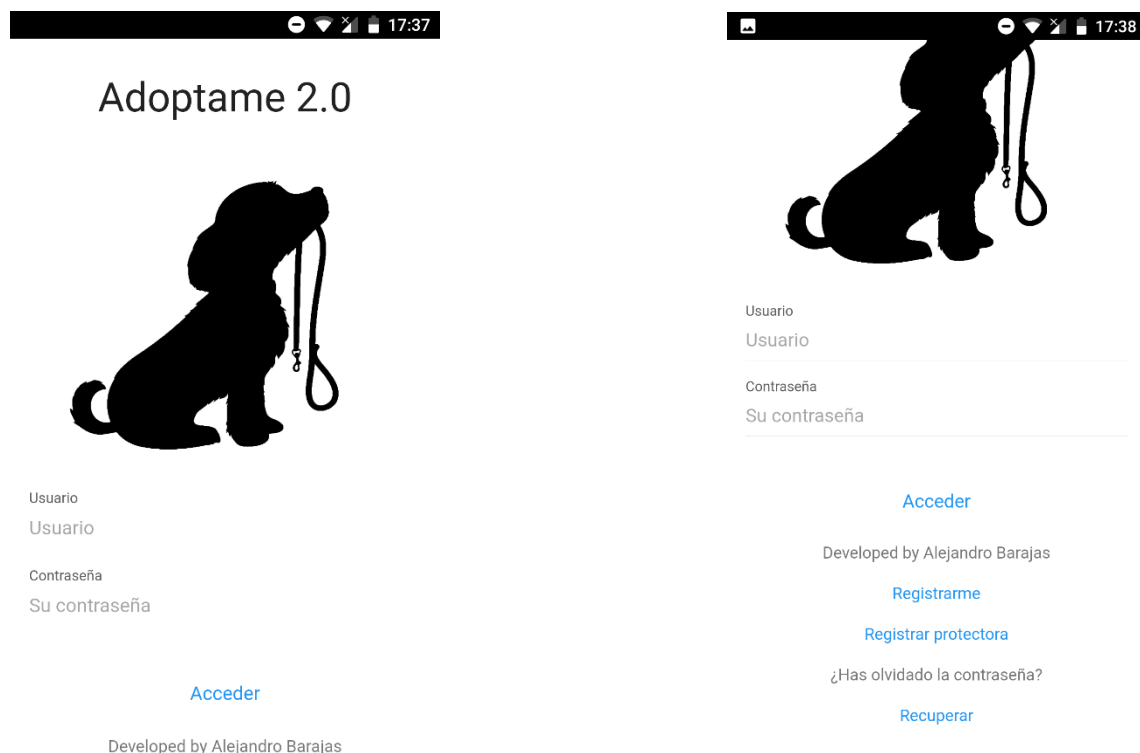 17:37
Adoptame 2.0
Usuario
Usuario
Contraseña
Su contraseña
Acceder
Developed by Alejandro Barajas
17:38
Usuario
Usuario
Contraseña
Su contraseña
Acceder
Developed by Alejandro Barajas
Registrarme
Registrar protectora
¿Has olvidado la contraseña?
Recuperar